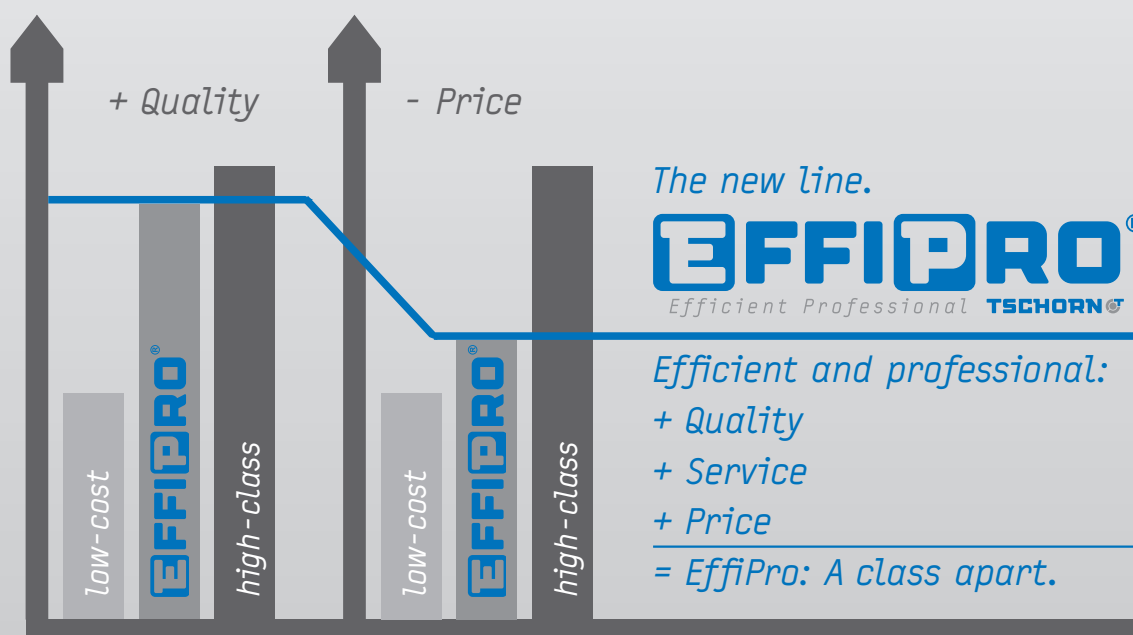 + Quality
low-cost
EFFIPRO®
high-class
- Price
low-cost
EFFIPRO®
high-class
The new line.
EFFIPRO®
Efficient Professional TSCHORN
Efficient and professional:
+ Quality
+ Service
+ Price
= EffiPro: A class apart.